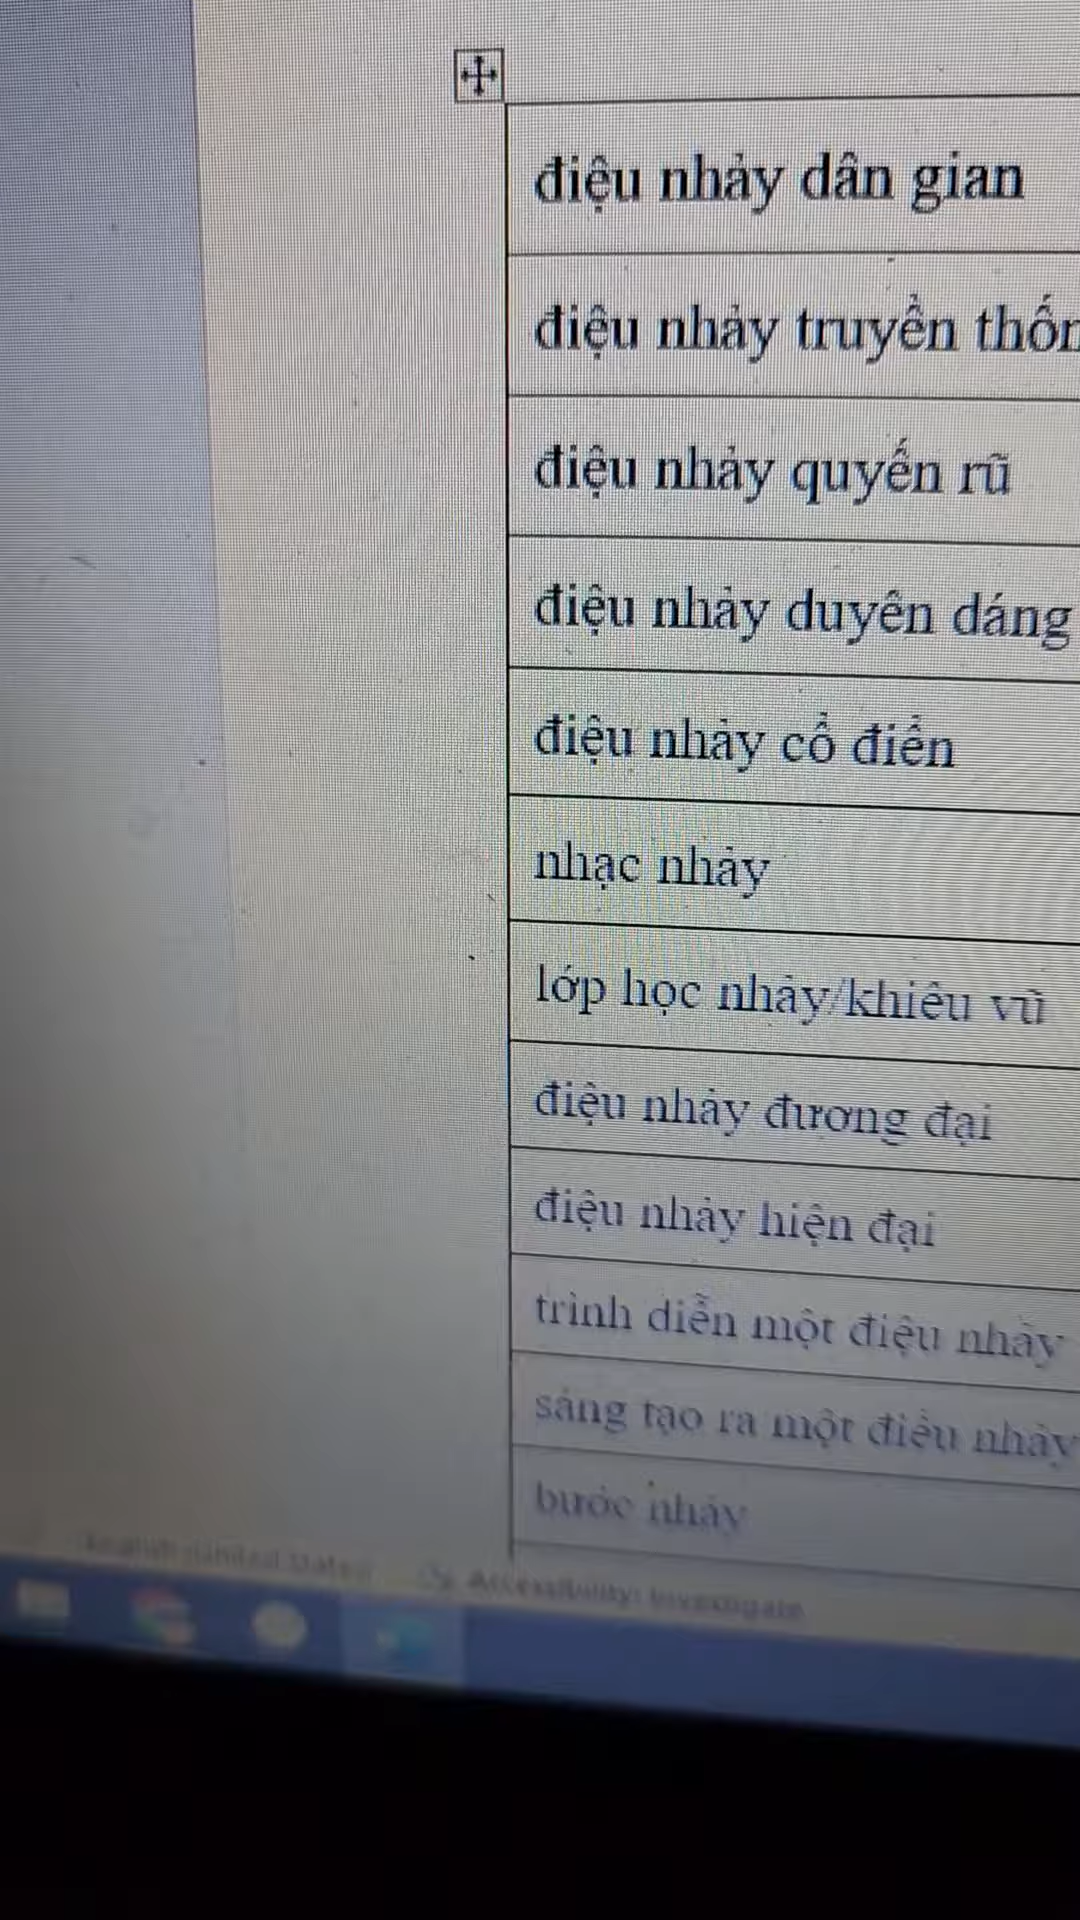 điệu nhảy dân gian
điệu nhảy truyền
điệu nhảy quyến rũ
điệu nhảy duyên dáng
điệu nhảy cổ điển
nhạc nhảy
lớp học nhảy/khiêu vũ
điệu nhảy đương đại
điệu nhảy hiện đại
trình diễn một điệu nhảy
sáng tạo ra một điệu nhảy
bước nhảy
Accessibility: Investigate